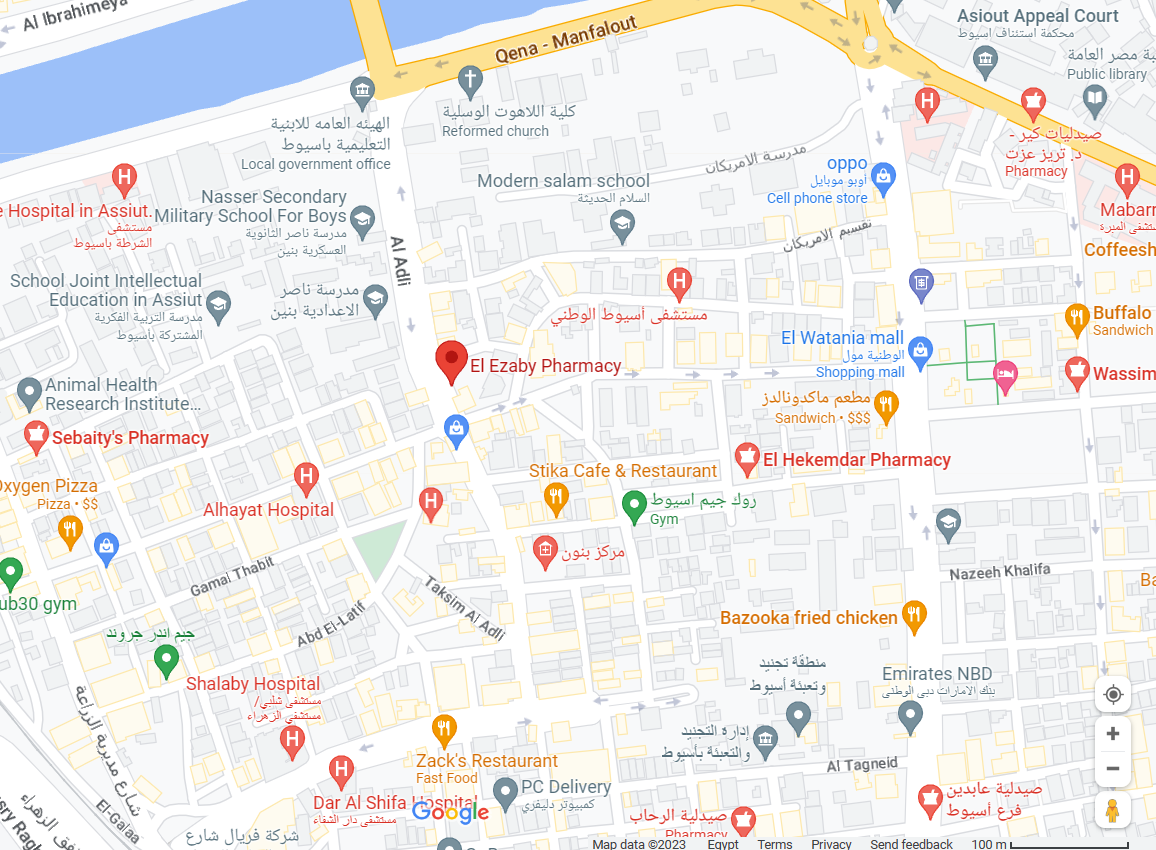 Al Ibrahimeya
Qena - Manfalout
Asiout Appeal Court
محكمة استئناف اسيوط
مصر العامة
Public library
كلية اللاهوت الوسلية
Reformed church
الهيئه العامه للابنية
التعليمية باسيوط
Local government office
صيدليات كير -
د. تريز عزت
Pharmacy
مدرسة الامريكان
oppo
أوبو موبايل
Cell phone store
Modern salam school
السلام الحديثة
Nasser Secondary
Military School For Boys
مدرسة ناصر الثانوية
العسكرية بنين
Hospital in Assiut.
مستشفى
الشرطة باسيوط
Mabarr
المبرة
تقسيم الامريكان
Coffeesh
Al Adli
School Joint Intellectual
Education in Assiut
مدرسة التربية الفكرية
المشتركة بأسيوط
مدرسة ناصر
الاعدادية بنين
مستشفى أسيوط الوطني
Buffalo
Sandwich
El Watania mall
الوطنية مول
Shopping mall
El Ezaby Pharmacy
Wassim
Animal Health
Research Institute...
مطعم ماكدونالدز
Sandwich • $$$
Sebaity's Pharmacy
El Hekemdar Pharmacy
Stika Cafe & Restaurant
Oxygen Pizza
Pizza • $$
Alhayat Hospital
روك جيم اسيوط
Gym
مركز بنون
Gamal Thabit
Nazeeh Khalifa
Ba
ub30 gym
Taksim Al Adli
Abd El-Latif
Bazooka fried chicken
جيم اندر جروند
منطقة تجنيد
وتعبئة أسيوط
Emirates NBD
بنك الامارات دبى الوطنى
Shalaby Hospital
مستشفى شلبي/
مستشفى الزهراء
شارع مديرية الزراعة
إدارة التجنيد
والتعبئة بأسيوط
Zack's Restaurant
Fast Food
Al Tagneid
PC Delivery
كمبيوتر دليفري
صيدلية عابدين
فرع أسيوط
Dar Al Shifa Hospital
مستشفى دار الشفاء
Google
صيدلية الرحاب
Pharmacy
El-Galaa
الزهراء
شركة فريال شارع
Map data ©2023 Egypt Terms Privacy Send feedback 100 m